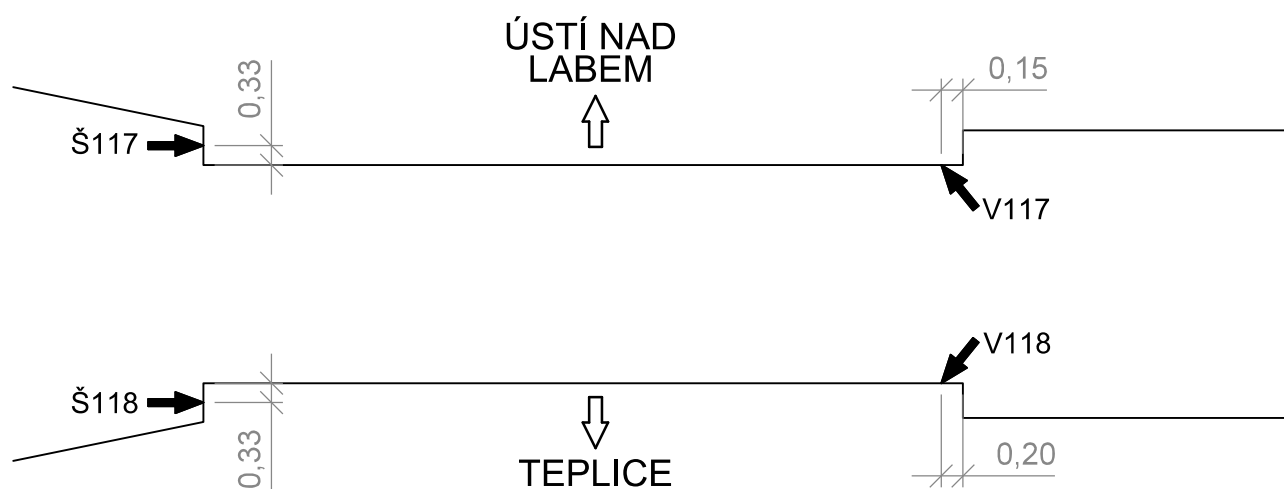 ÚSTÍ NAD
LABEM
0,33
0,15
Š117
V117
V118
Š118
0,33
TEPLICE
0,20